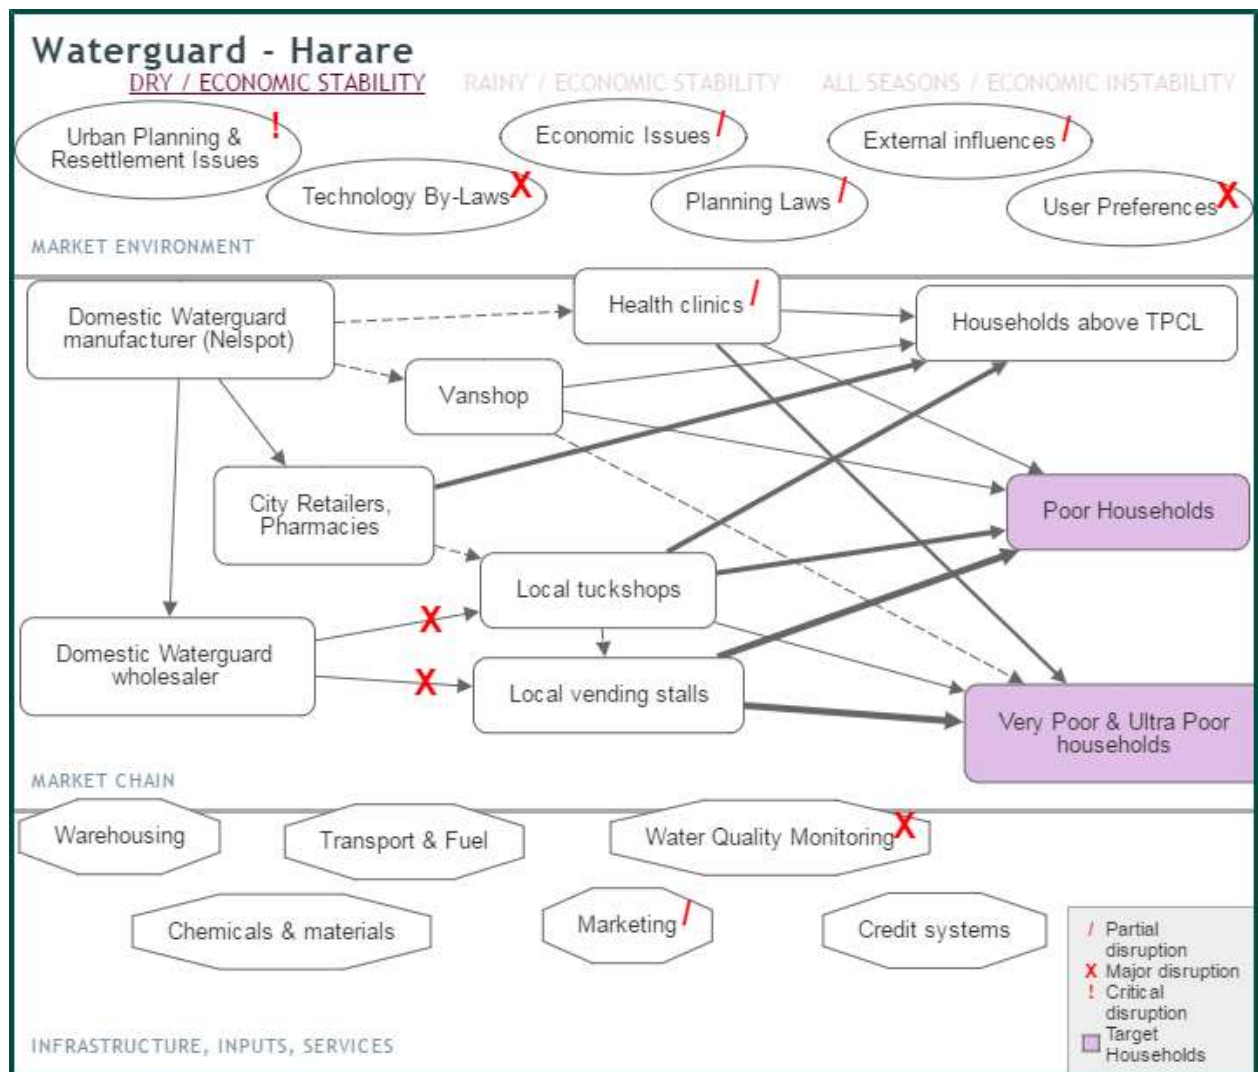 Waterguard - Harare
DRY / ECONOMIC STABILITY
RAINY / ECONOMIC STABILITY
ALL SEASONS / ECONOMIC INSTABILITY
Urban Planning &
Resettlement Issues
!
Economic Issues
/
External influences
/
Technology By-Laws
X
Planning Laws
/
User Preferences
X
MARKET ENVIRONMENT
Domestic Waterguard
manufacturer (Nelspot)
Health clinics
/
Households above TPCL
Vanshop
City Retailers,
Pharmacies
Poor Households
Local tuckshops
X
Domestic Waterguard
wholesaler
X
Local vending stalls
Very Poor & Ultra Poor
households
MARKET CHAIN
Warehousing
Transport & Fuel
Water Quality Monitoring
X
Chemicals & materials
Marketing
/
Credit systems
/ Partial
disruption
X Major disruption
! Critical
disruption
Target
Households
INFRASTRUCTURE, INPUTS, SERVICES